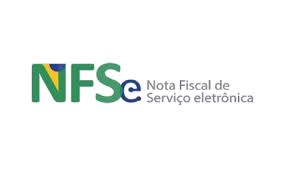 NFSe
Nota Fiscal de
Serviço eletrônica